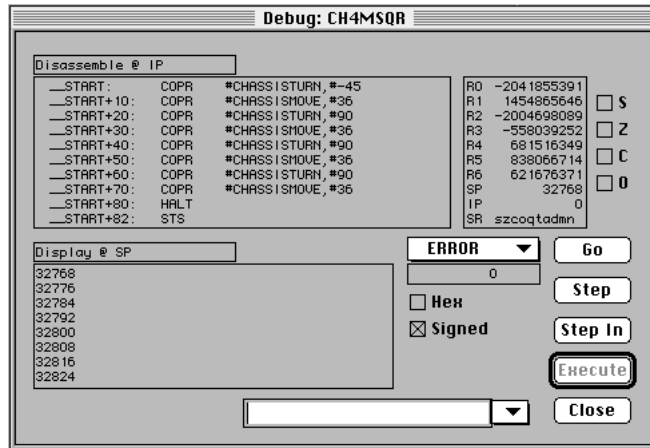 Debug: CH4MSQR
Disassemble @ IP
__START: COPR #CHASSISTURN,#-45
__START+10: COPR #CHASSISMOVE,#36
__START+20: COPR #CHASSISTURN,#90
__START+30: COPR #CHASSISMOVE,#36
__START+40: COPR #CHASSISTURN,#90
__START+50: COPR #CHASSISMOVE,#36
__START+60: COPR #CHASSISTURN,#90
__START+70: COPR #CHASSISMOVE,#36
__START+80: HALT
__START+82: STS
R0 -2041855391
R1 1454865646
R2 -2004698089
R3 -558039252
R4 681516349
R5 838066714
R6 621676371
SP 32768
IP 0
SR szcoqtadmn
S
Z
C
O
Display @ SP
32768
32776
32784
32792
32800
32808
32816
32824
ERROR
0
Hex
Signed
Go
Step
Step In
Execute
Close